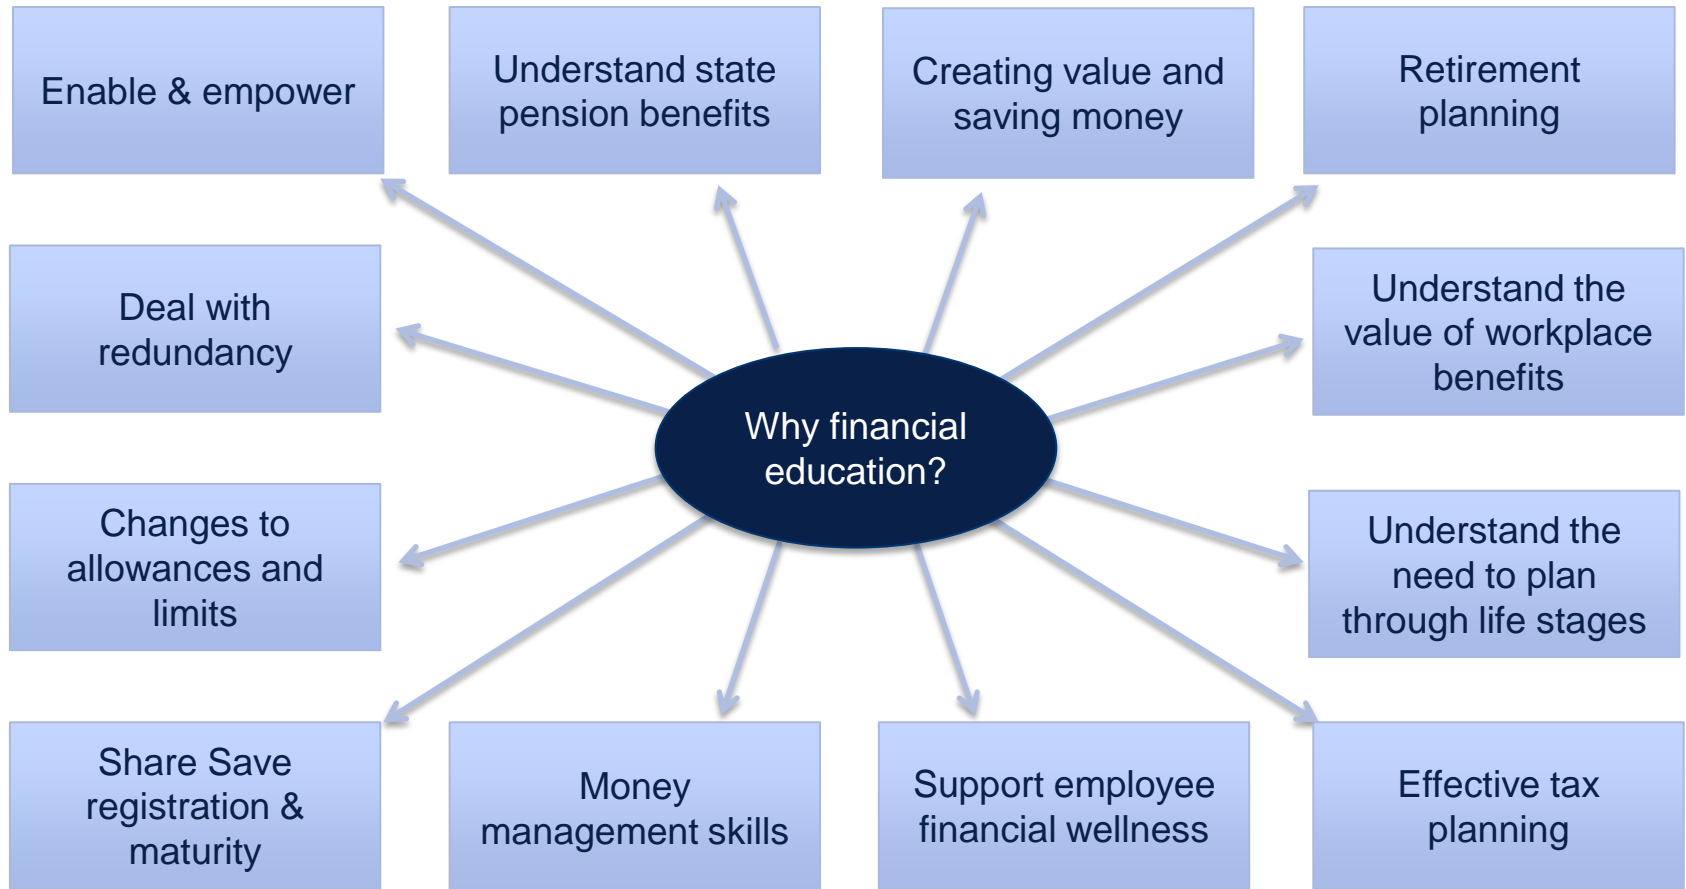 Enable & empower
Understand state
pension benefits
Creating value and
saving money
Retirement
planning
Deal with
redundancy
Understand the
value of workplace
benefits
Why financial
education?
Changes to
allowances and
limits
Understand the
need to plan
through life stages
Share Save
registration &
maturity
Money
management skills
Support employee
financial wellness
Effective tax
planning